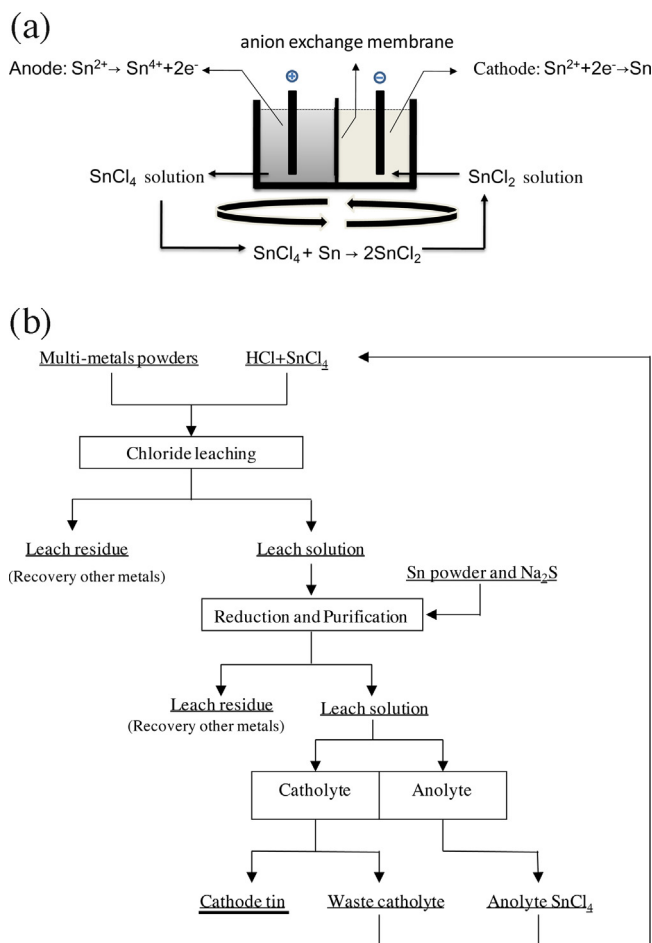 (a)
anion exchange membrane
Anode: Sn²⁺→ Sn⁴⁺+2e⁻
Cathode: Sn²⁺+2e⁻→Sn
+
−
SnCl₄ solution
SnCl₂ solution
SnCl₄ + Sn → 2SnCl₂
(b)
Multi-metals powders
HCl+SnCl₄
Chloride leaching
Leach residue
(Recovery other metals)
Leach solution
Sn powder and Na₂S
Reduction and Purification
Leach residue
(Recovery other metals)
Leach solution
Catholyte
Anolyte
Cathode tin
Waste catholyte
Anolyte SnCl₄